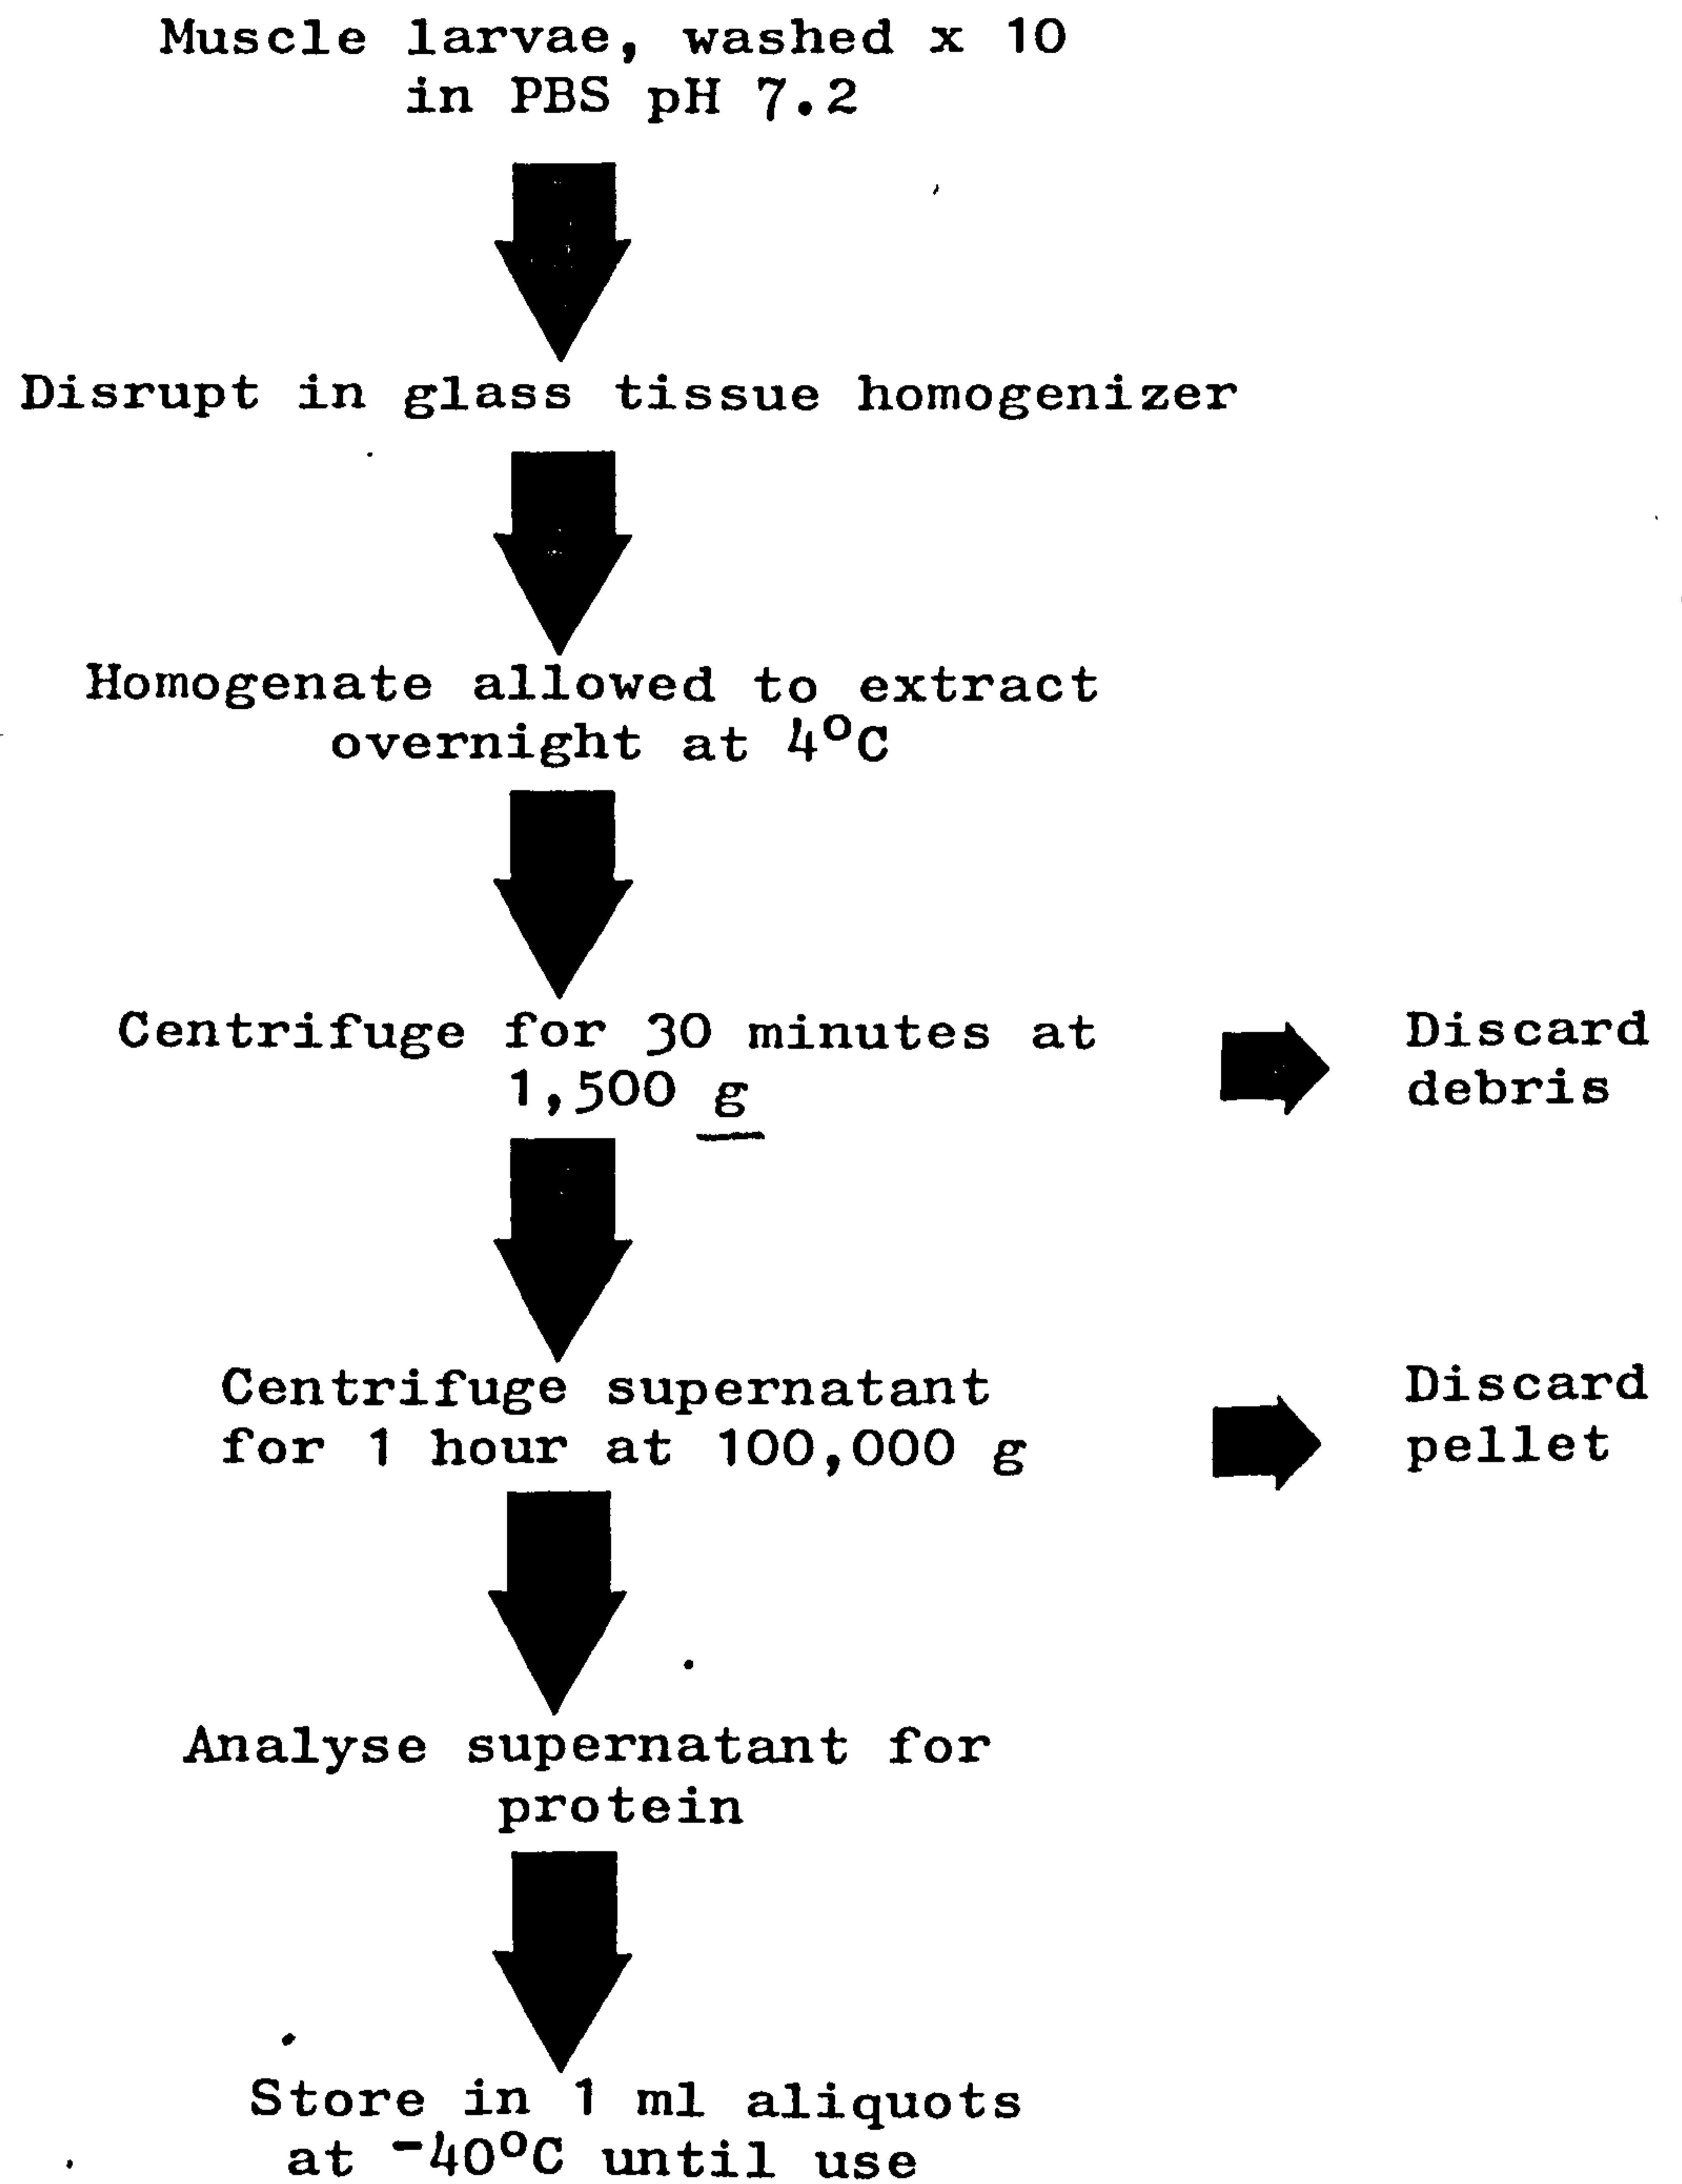 Muscle larvae, washed x 10
in PBS pH 7.2
Disrupt in glass tissue homogenizer
Homogenate allowed to extract
overnight at 4°C
Centrifuge for 30 minutes at
1,500 g
Discard
debris
Centrifuge supernatant
for 1 hour at 100,000 g
Discard
pellet
Analyse supernatant for
protein
Store in 1 ml aliquots
at -40°C until use